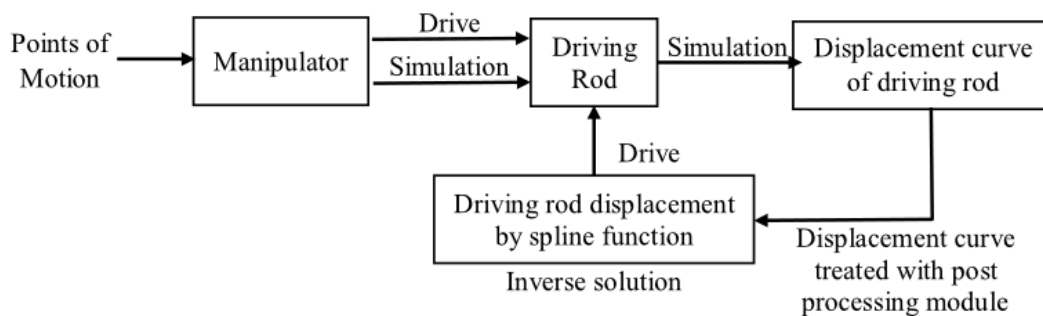 Points of
Motion
Manipulator
Drive
Simulation
Driving
Rod
Simulation
Displacement curve
of driving rod
Drive
Driving rod displacement
by spline function
Inverse solution
Displacement curve
treated with post
processing module